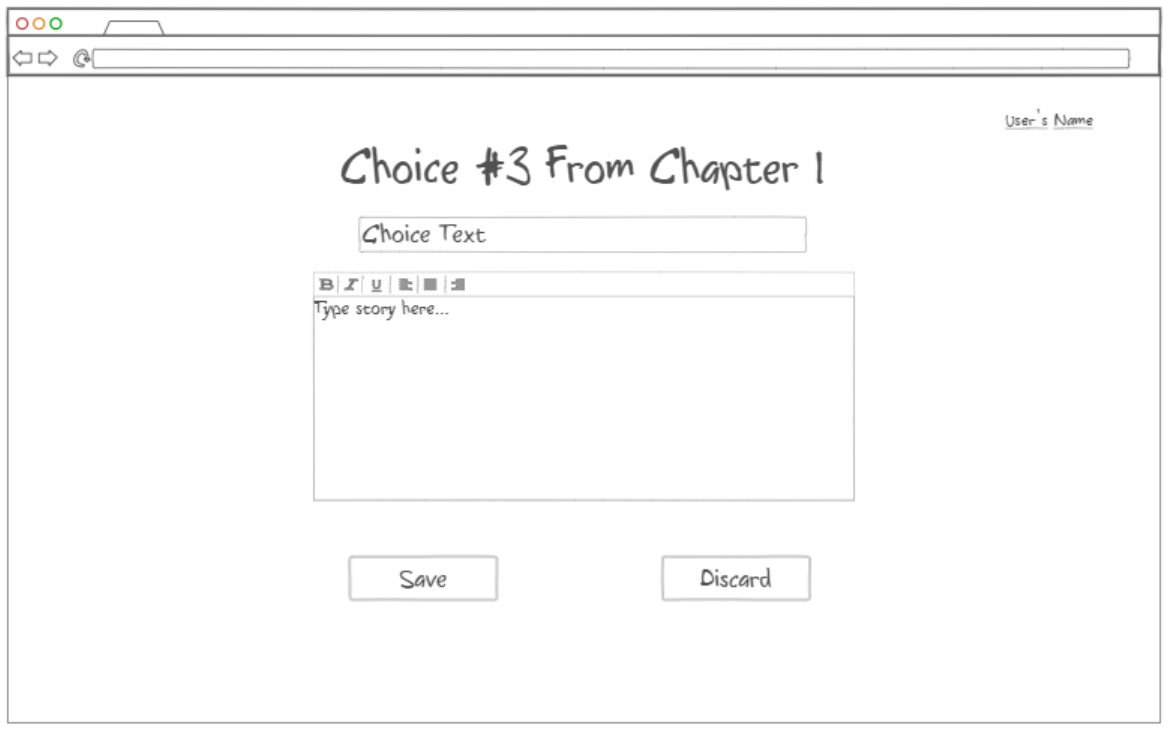 User's Name
Choice #3 From Chapter 1
Choice Text
B I U
Type story here...
Save
Discard